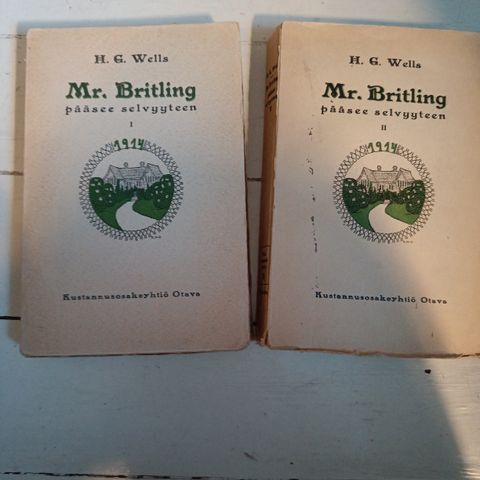 H. G. Wells
Mr. Britling
pääsee selvyyteen
I
1914
Kustannusosakeyhtiö Otava
H. G. Wells
Mr. Britling
pääsee selvyyteen
II
1914
Kustannusosakeyhtiö Otava